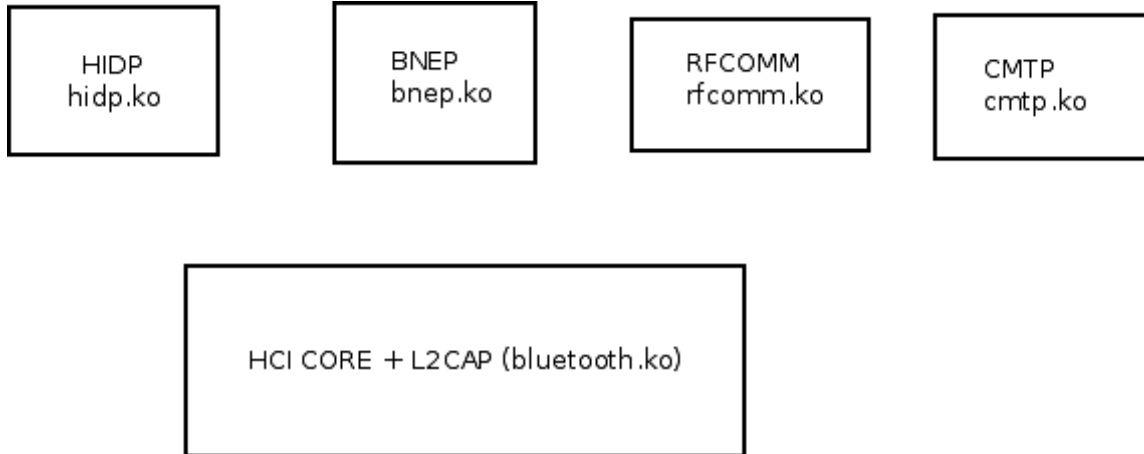 HIDP
hidp.ko
BNEP
bnep.ko
RFCOMM
rfcomm.ko
CMTP
cmtp.ko
HCI CORE + L2CAP (bluetooth.ko)